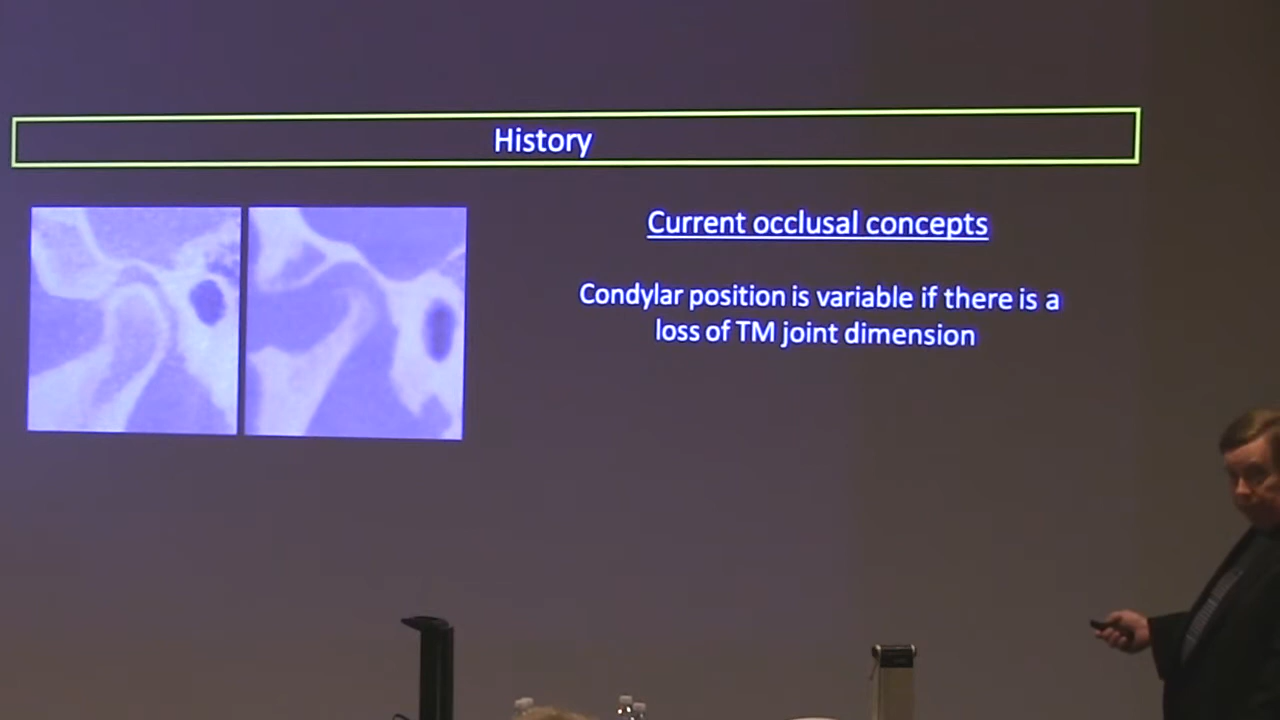 History
Current occlusal concepts
Condylar position is variable if there is a
loss of TM joint dimension